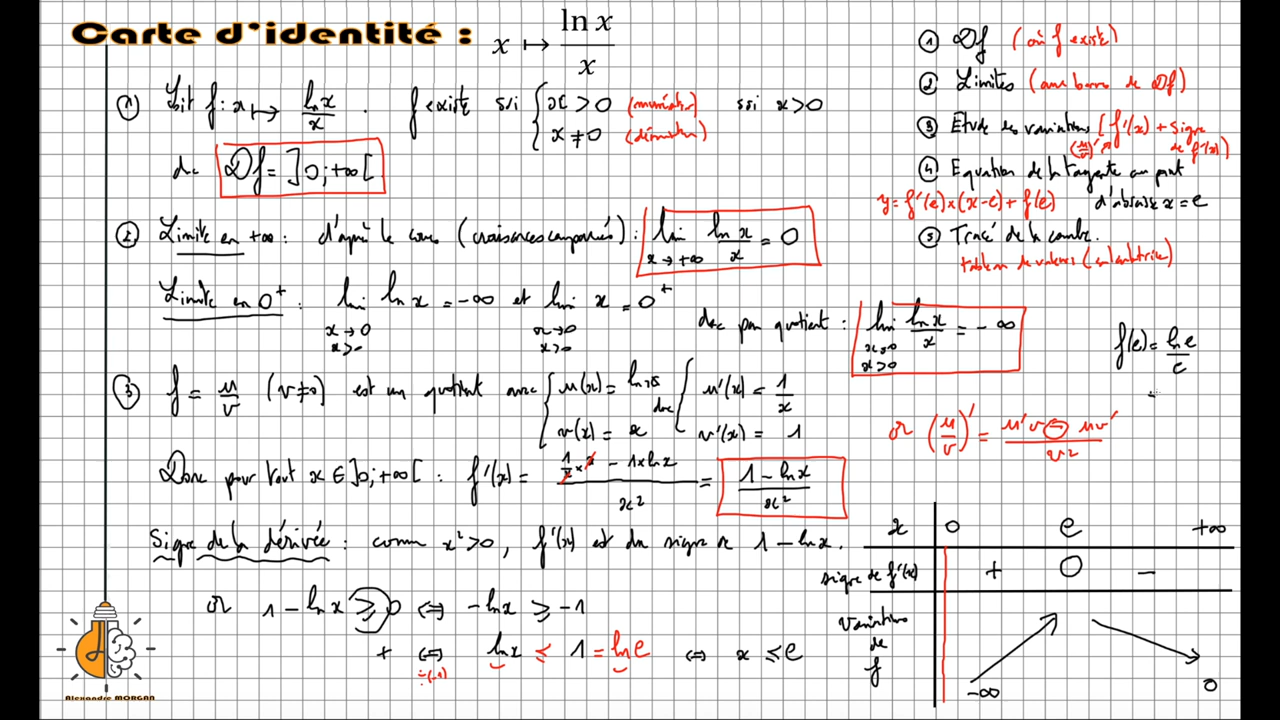 Carte d'identité : x ↦ ln x / x
① Soit f : x ↦ ln x / x . f existe ssi { x > 0 (numérateur) ssi x > 0
x ≠ 0 (dénominateur)
dc Df = ]0 ; +∞[
② Limite en +∞ : d'après le cours (croissances comparées) : lim x→+∞ ln x / x = 0
Limite en 0⁺ : lim x→0 x>0 ln x = -∞ et lim x→0 x>0 x = 0⁺
donc par quotient : lim x→0 x>0 ln x / x = -∞
③ f = u/v (v≠0) est un quotient avec { u(x) = ln x donc { u'(x) = 1/x
v(x) = x v'(x) = 1
or (u/v)' = u'v ⊖ uv' / v²
Donc pour tout x ∈ ]0 ; +∞[ : f'(x) = (1/x × x - 1 × ln x) / x² = (1 - ln x) / x²
Signe de la dérivée : comme x² > 0, f'(x) est du signe de 1 - ln x.
or 1 - ln x ≥ 0 ⇔ -ln x ≥ -1
+ ⇔ ln x ≤ 1 = ln e ⇔ x ≤ e
÷(-1)
① Df (où f existe)
② Limites (aux bornes de Df)
③ Etude des variations [f'(x) + signe de f'(x)]
(u/v)'
④ Equation de la tangente au point
y = f'(e)×(x-e) + f(e) d'abscisse x = e
⑤ Tracé de la courbe.
tableau de valeurs (calculatrice)
f(e) = ln e / e
=
x 0 e +∞
signe de f'(x) + 0 -
Variations de f -∞ 0
Alexandre MORGAN